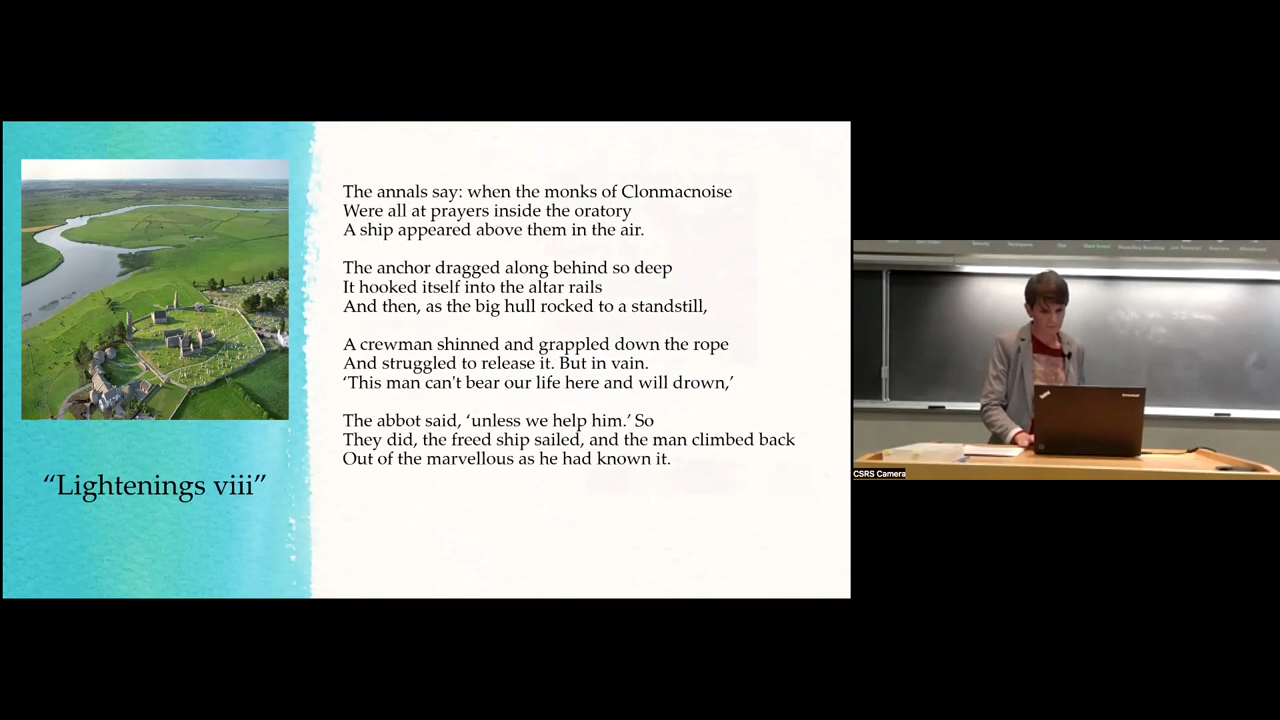 The annals say: when the monks of Clonmacnoise
Were all at prayers inside the oratory
A ship appeared above them in the air.
The anchor dragged along behind so deep
It hooked itself into the altar rails
And then, as the big hull rocked to a standstill,
A crewman shinned and grappled down the rope
And struggled to release it. But in vain.
‘This man can't bear our life here and will drown,’
The abbot said, ‘unless we help him.’ So
They did, the freed ship sailed, and the man climbed back
Out of the marvellous as he had known it.
“Lightenings viii”
CSRS Camera